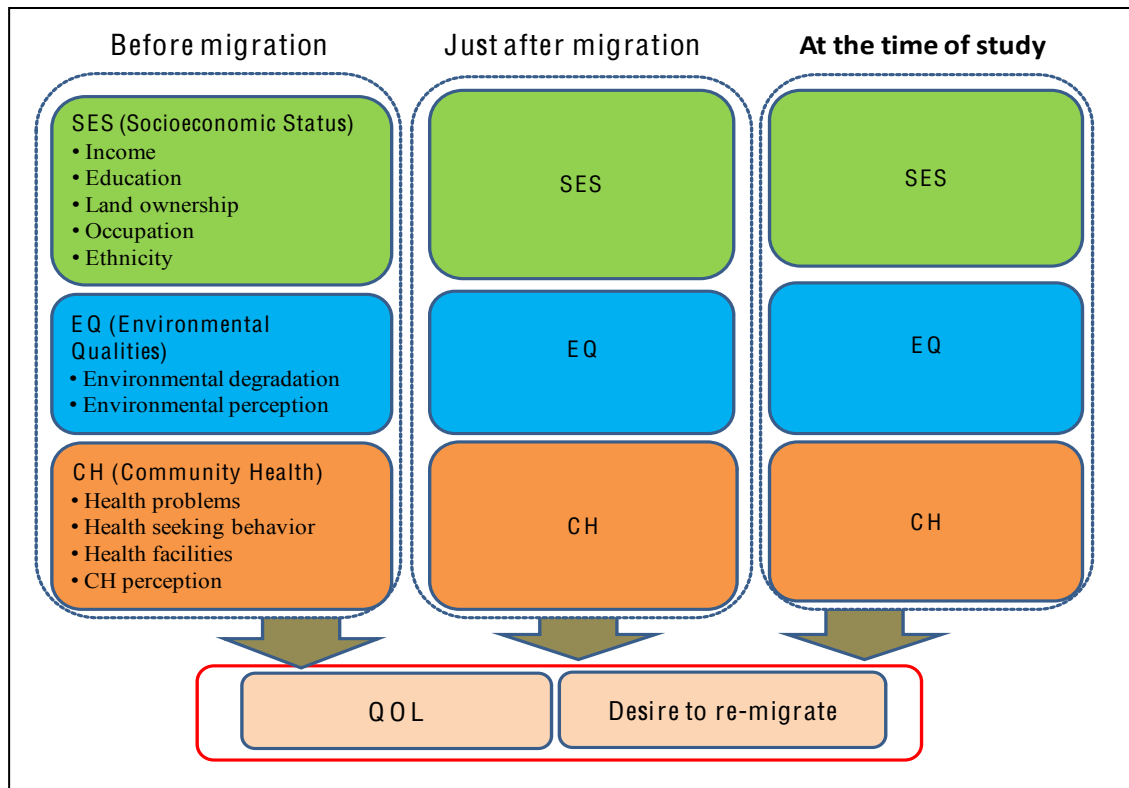 Before migration
Just after migration
At the time of study
SES (Socioeconomic Status)
• Income
• Education
• Land ownership
• Occupation
• Ethnicity
EQ (Environmental
Qualities)
• Environmental degradation
• Environmental perception
CH (Community Health)
• Health problems
• Health seeking behavior
• Health facilities
• CH perception
SES
EQ
CH
SES
EQ
CH
QOL
Desire to re-migrate